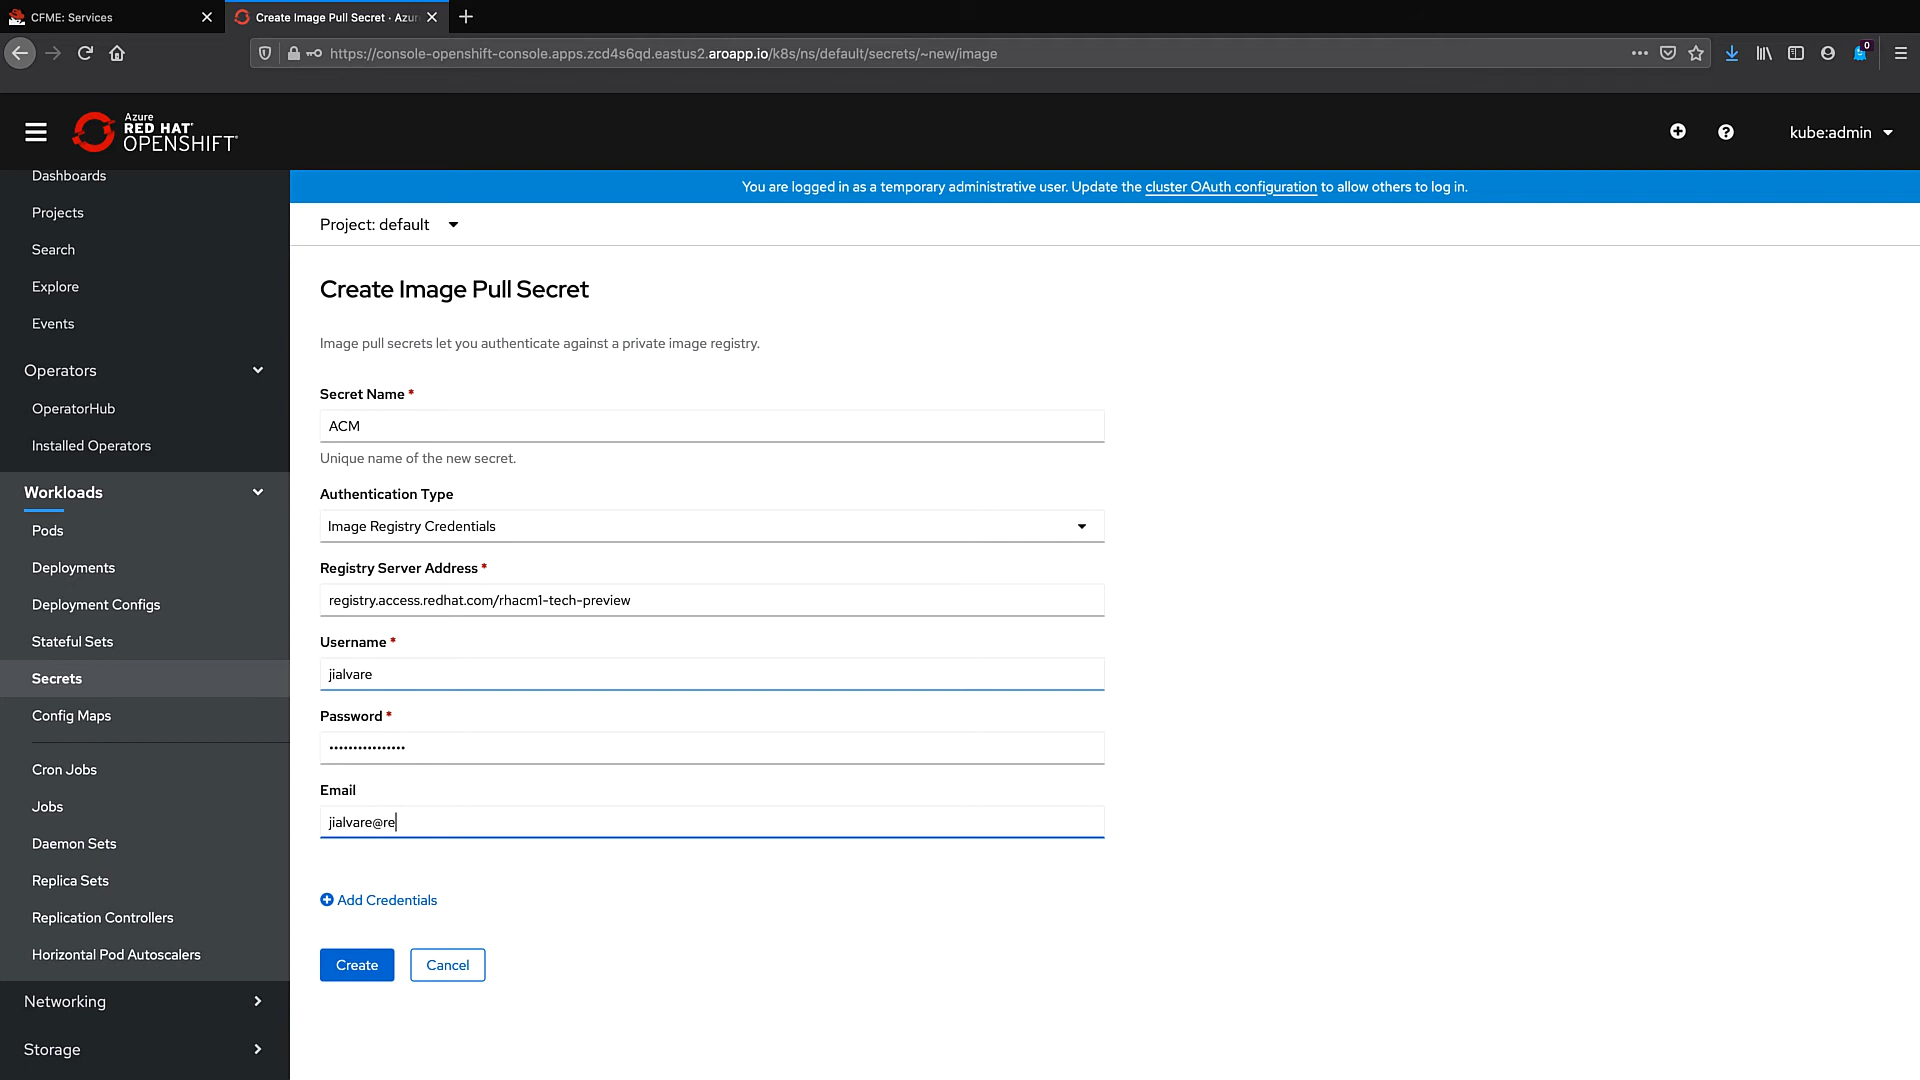 CFME: Services
Create Image Pull Secret · Azur
https://console-openshift-console.apps.zcd4s6qd.eastus2.aroapp.io/k8s/ns/default/secrets/~new/image
0
Azure
RED HAT
OPENSHIFT
kube:admin
Dashboards
Projects
Search
Explore
Events
Operators
OperatorHub
Installed Operators
Workloads
Pods
Deployments
Deployment Configs
Stateful Sets
Secrets
Config Maps
Cron Jobs
Jobs
Daemon Sets
Replica Sets
Replication Controllers
Horizontal Pod Autoscalers
Networking
Storage
You are logged in as a temporary administrative user. Update the cluster OAuth configuration to allow others to log in.
Project: default
Create Image Pull Secret
Image pull secrets let you authenticate against a private image registry.
Secret Name *
ACM
Unique name of the new secret.
Authentication Type
Image Registry Credentials
Registry Server Address *
registry.access.redhat.com/rhacm1-tech-preview
Username *
jialvare
Password *
••••••••••••••••
Email
jialvare@re
Add Credentials
Create
Cancel